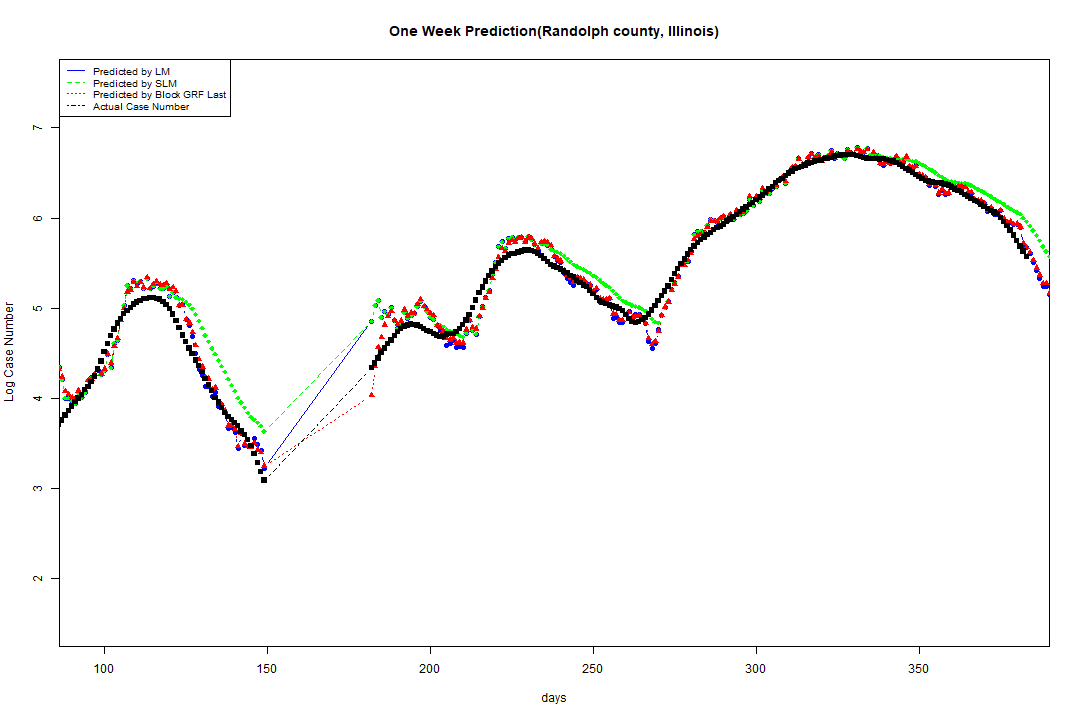 One Week Prediction(Randolph county, Illinois)
Predicted by LM
Predicted by SLM
Predicted by Block GRF Last
Actual Case Number
Log Case Number
7
6
5
4
3
2
100 150 200 250 300 350
days